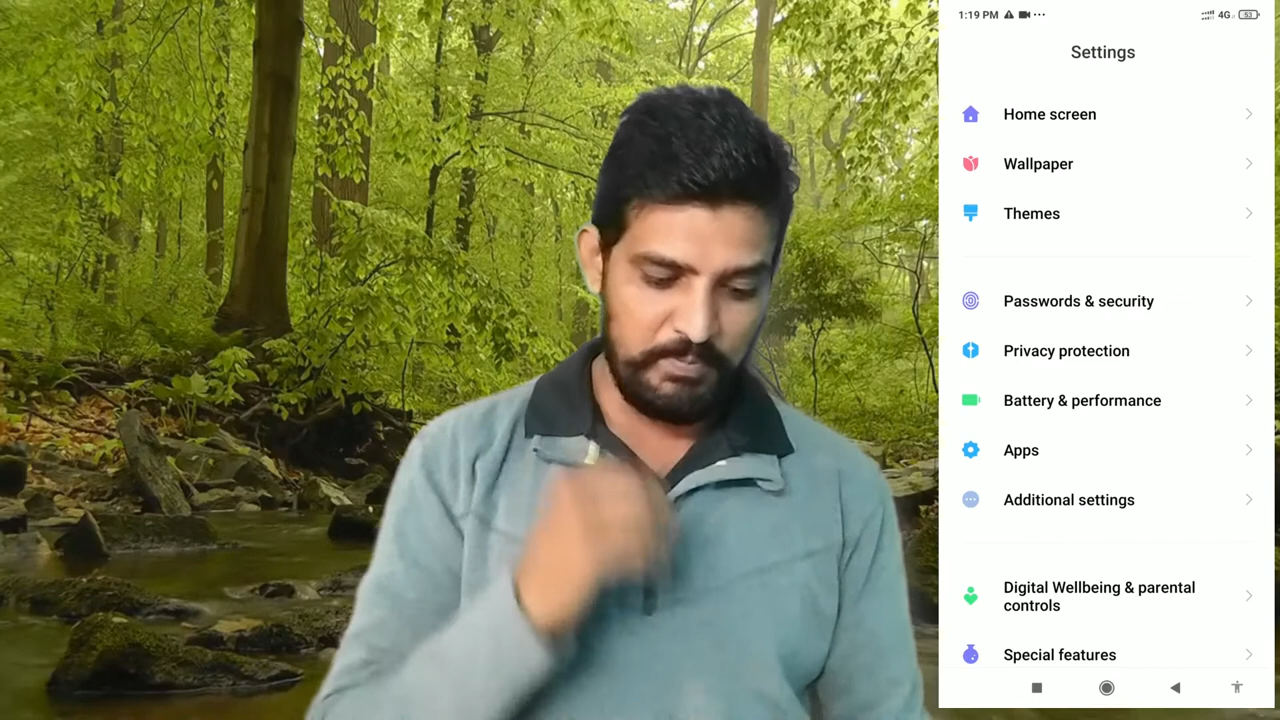 1:19 PM
4G
53
Settings
Home screen
Wallpaper
Themes
Passwords & security
Privacy protection
Battery & performance
Apps
Additional settings
Digital Wellbeing & parental
controls
Special features